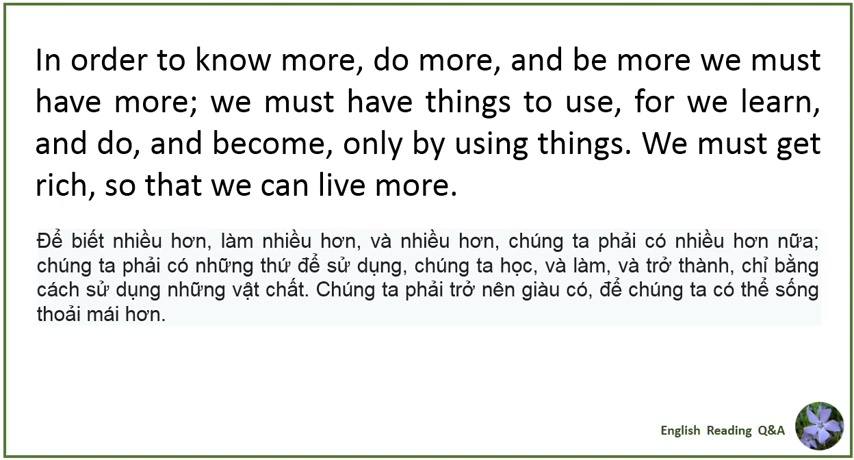 In order to know more, do more, and be more we must
have more; we must have things to use, for we learn,
and do, and become, only by using things. We must get
rich, so that we can live more.
Để biết nhiều hơn, làm nhiều hơn, và nhiều hơn, chúng ta phải có nhiều hơn nữa;
chúng ta phải có những thứ để sử dụng, chúng ta học, và làm, và trở thành, chỉ bằng
cách sử dụng những vật chất. Chúng ta phải trở nên giàu có, để chúng ta có thể sống
thoải mái hơn.
English Reading Q&A